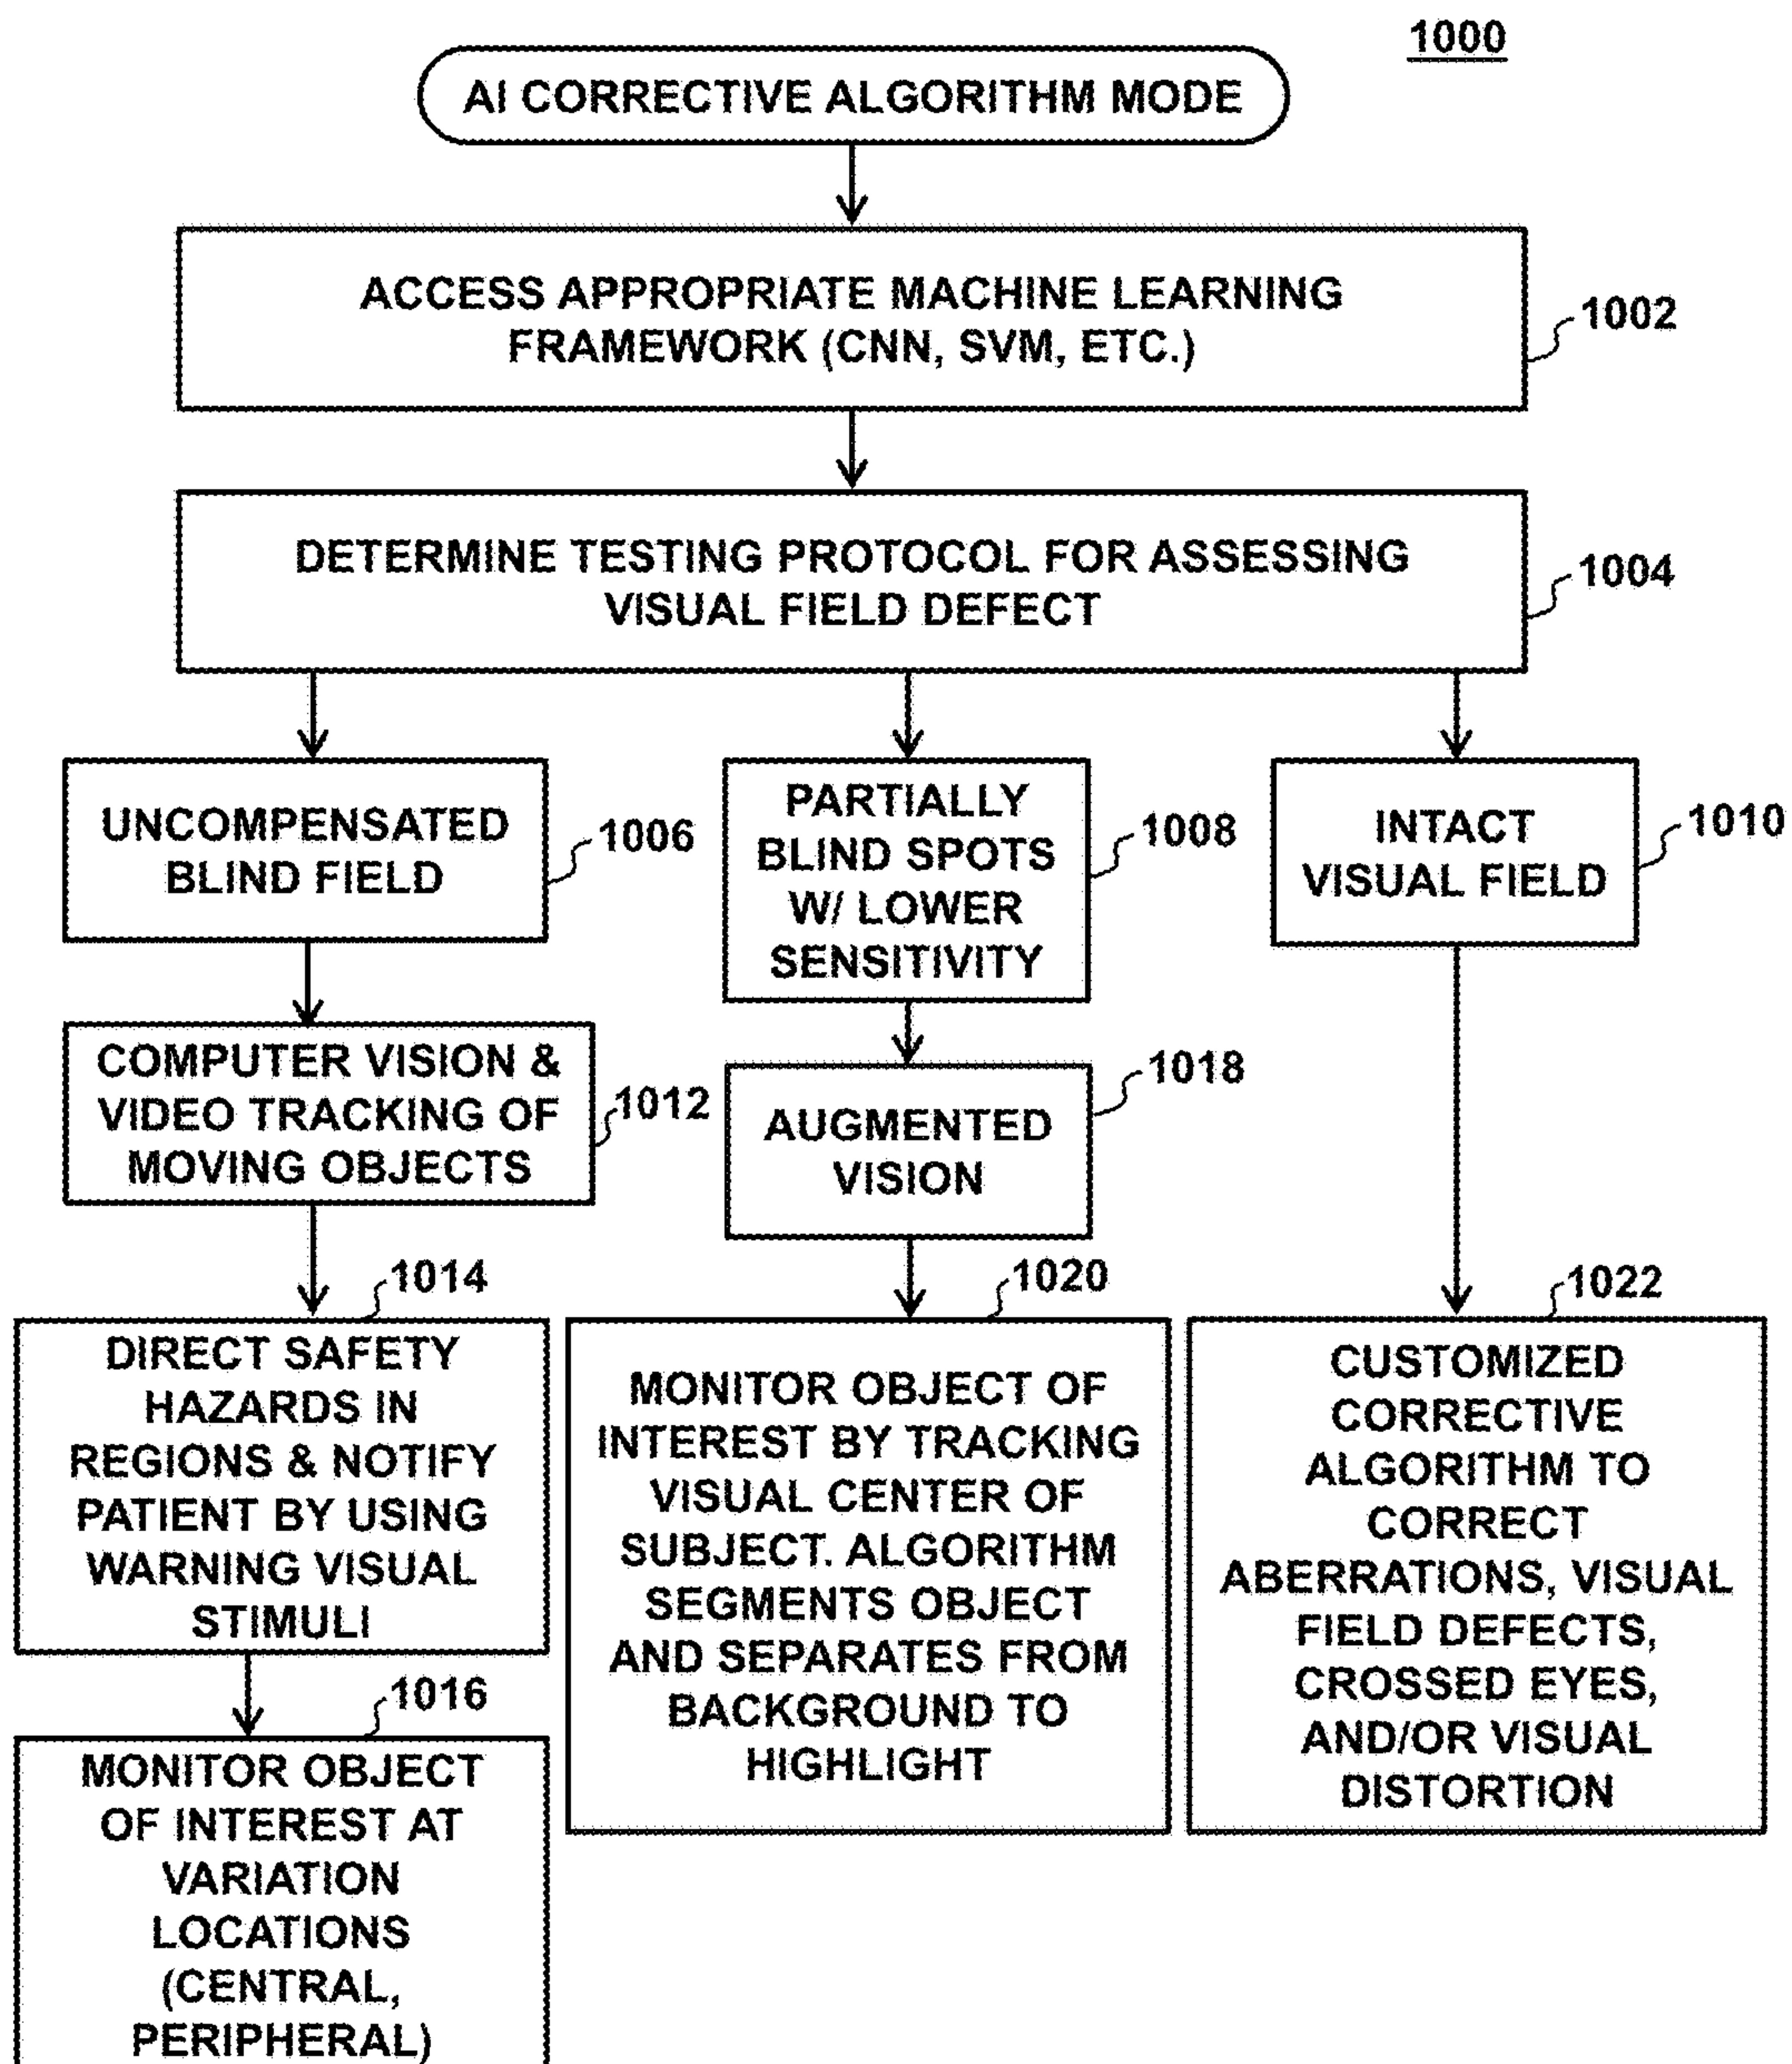 1000
AI CORRECTIVE ALGORITHM MODE
ACCESS APPROPRIATE MACHINE LEARNING
FRAMEWORK (CNN, SVM, ETC.)
1002
DETERMINE TESTING PROTOCOL FOR ASSESSING
VISUAL FIELD DEFECT
1004
UNCOMPENSATED
BLIND FIELD
1006
PARTIALLY
BLIND SPOTS
W/ LOWER
SENSITIVITY
1008
INTACT
VISUAL FIELD
1010
COMPUTER VISION &
VIDEO TRACKING OF
MOVING OBJECTS
1012
AUGMENTED
VISION
1018
1014
DIRECT SAFETY
HAZARDS IN
REGIONS & NOTIFY
PATIENT BY USING
WARNING VISUAL
STIMULI
1016
MONITOR OBJECT
OF INTEREST AT
VARIATION
LOCATIONS
(CENTRAL,
PERIPHERAL)
1020
MONITOR OBJECT OF
INTEREST BY TRACKING
VISUAL CENTER OF
SUBJECT. ALGORITHM
SEGMENTS OBJECT
AND SEPARATES FROM
BACKGROUND TO
HIGHLIGHT
1022
CUSTOMIZED
CORRECTIVE
ALGORITHM TO
CORRECT
ABERRATIONS, VISUAL
FIELD DEFECTS,
CROSSED EYES,
AND/OR VISUAL
DISTORTION